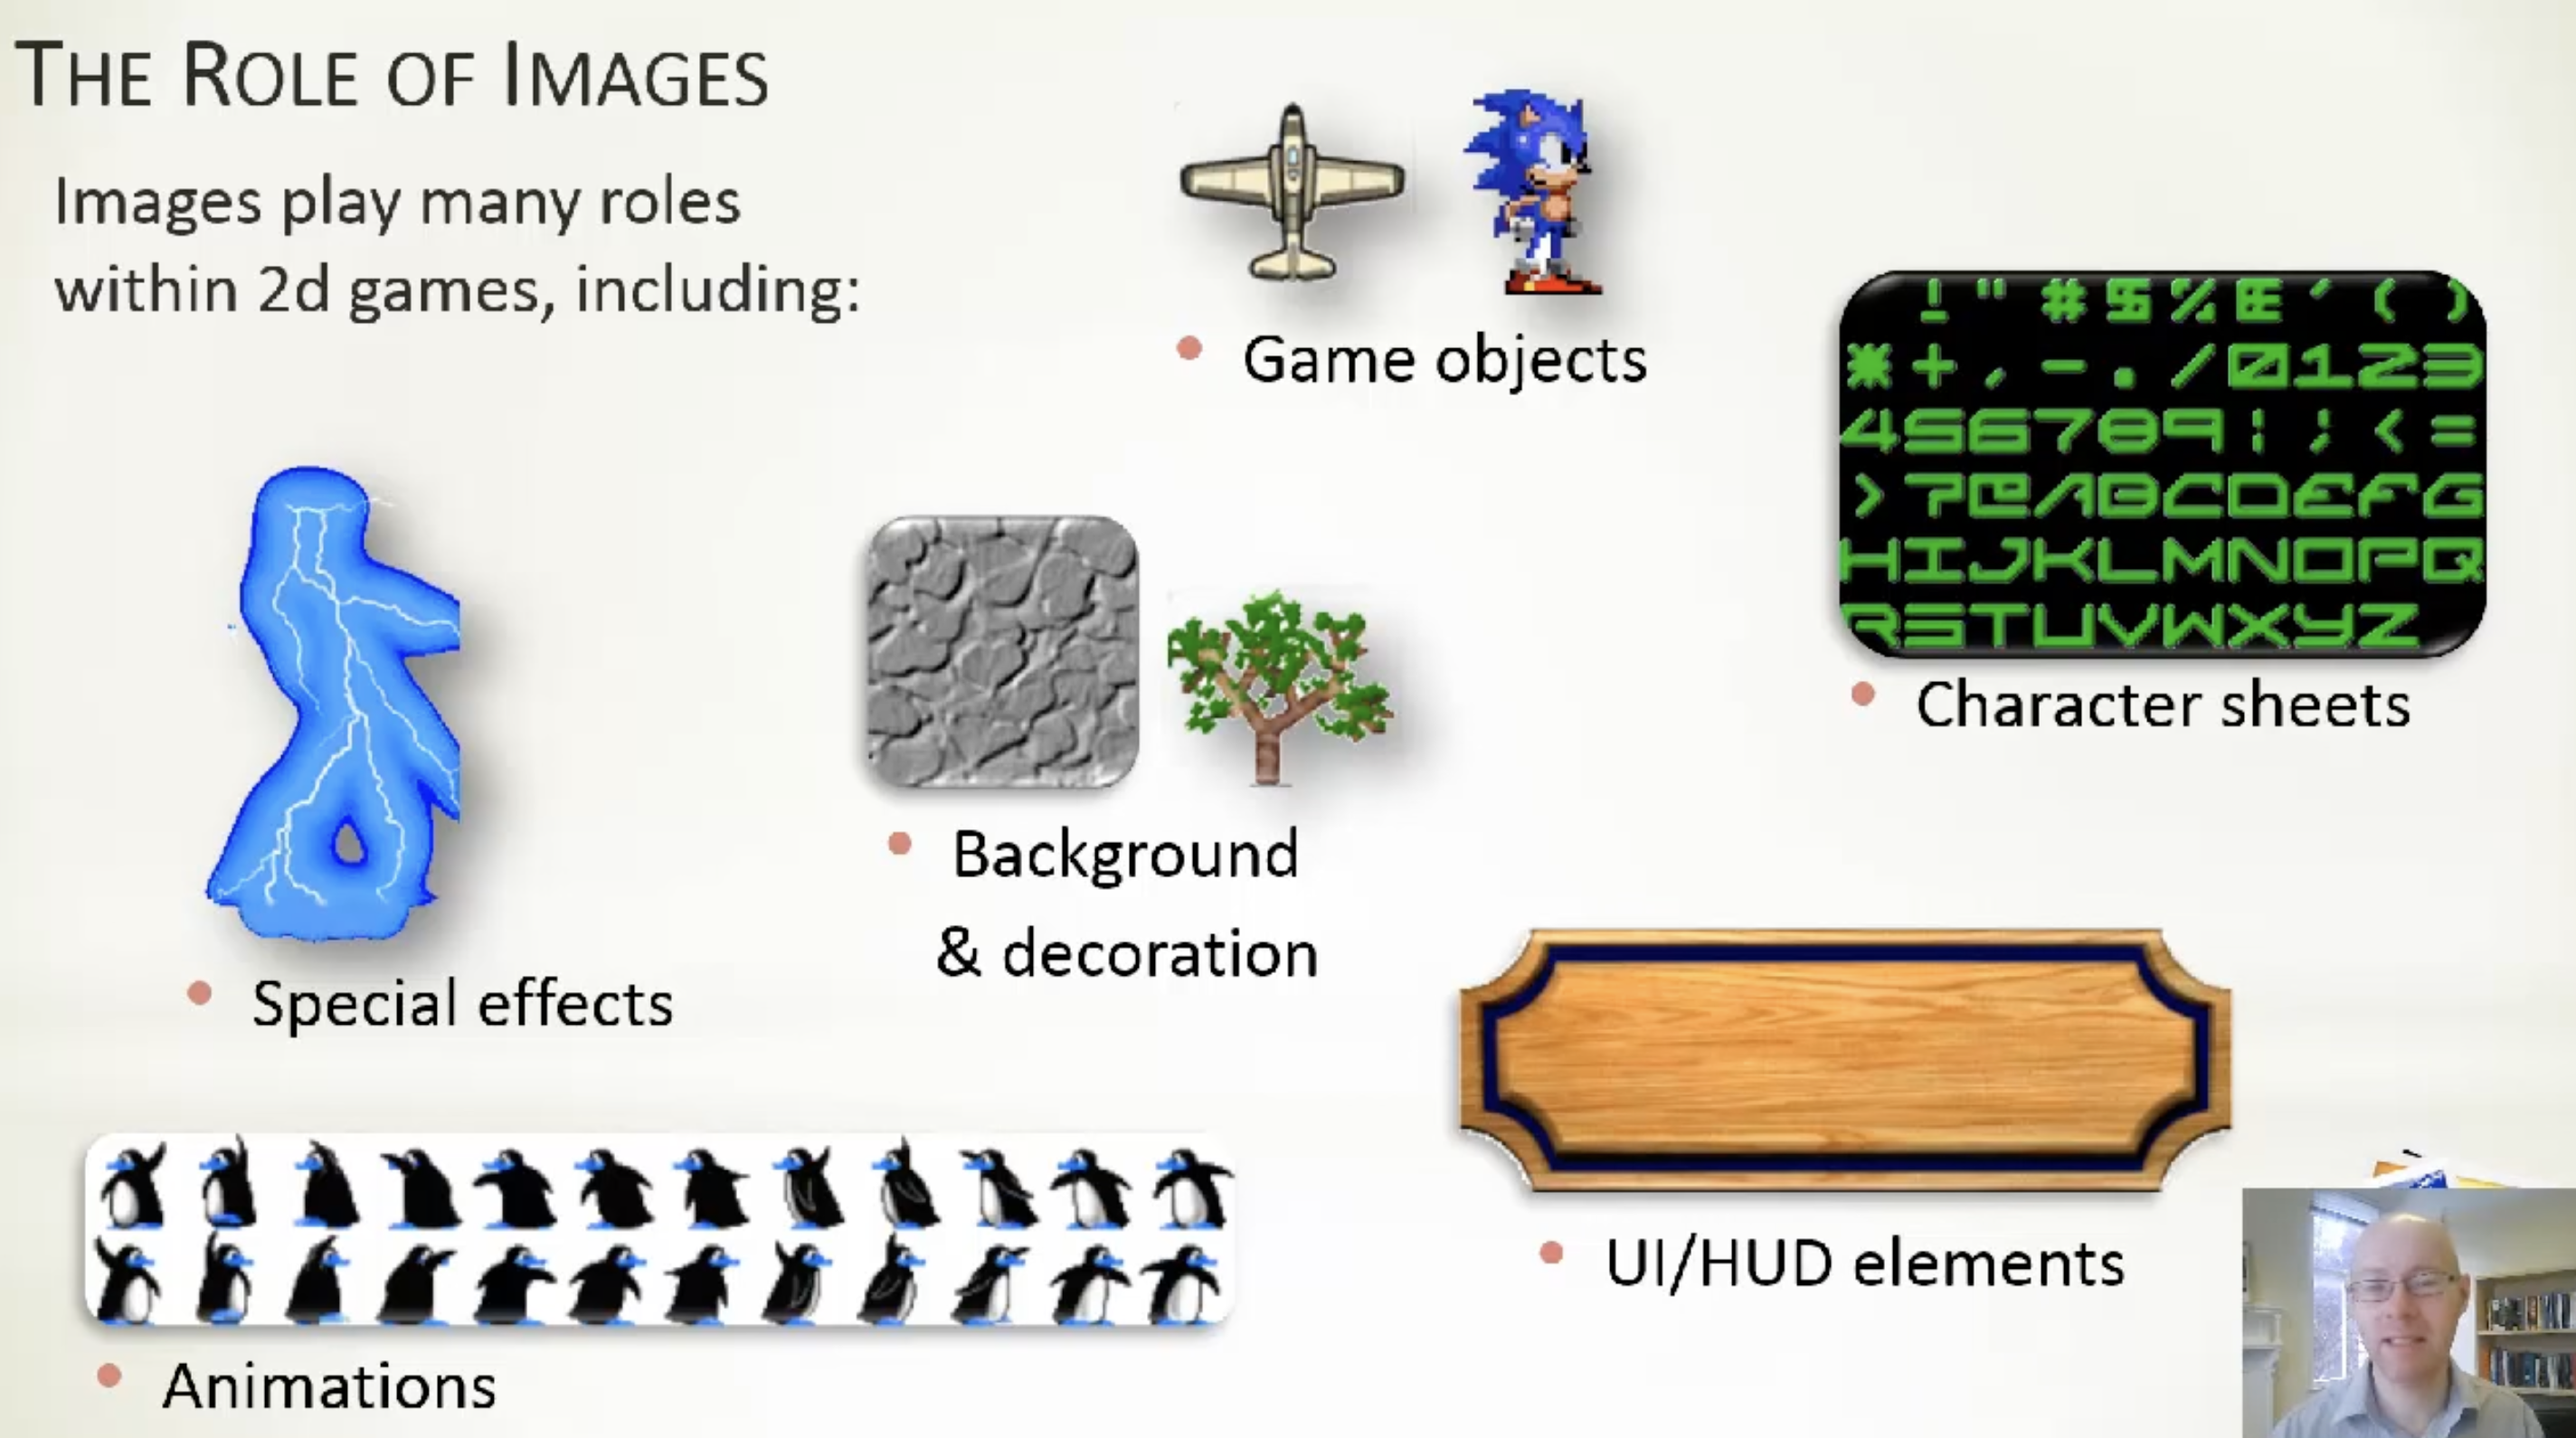 THE ROLE OF IMAGES
Images play many roles
within 2d games, including:
• Game objects
! " # $ % Œ ' ( )
* + , - . / 0 1 2 3
4 5 6 7 8 9 : ; < =
> ? @ A B C D E F G
H I J K L M N O P Q
R S T U V W X Y Z
• Character sheets
• Background
& decoration
• Special effects
• UI/HUD elements
• Animations